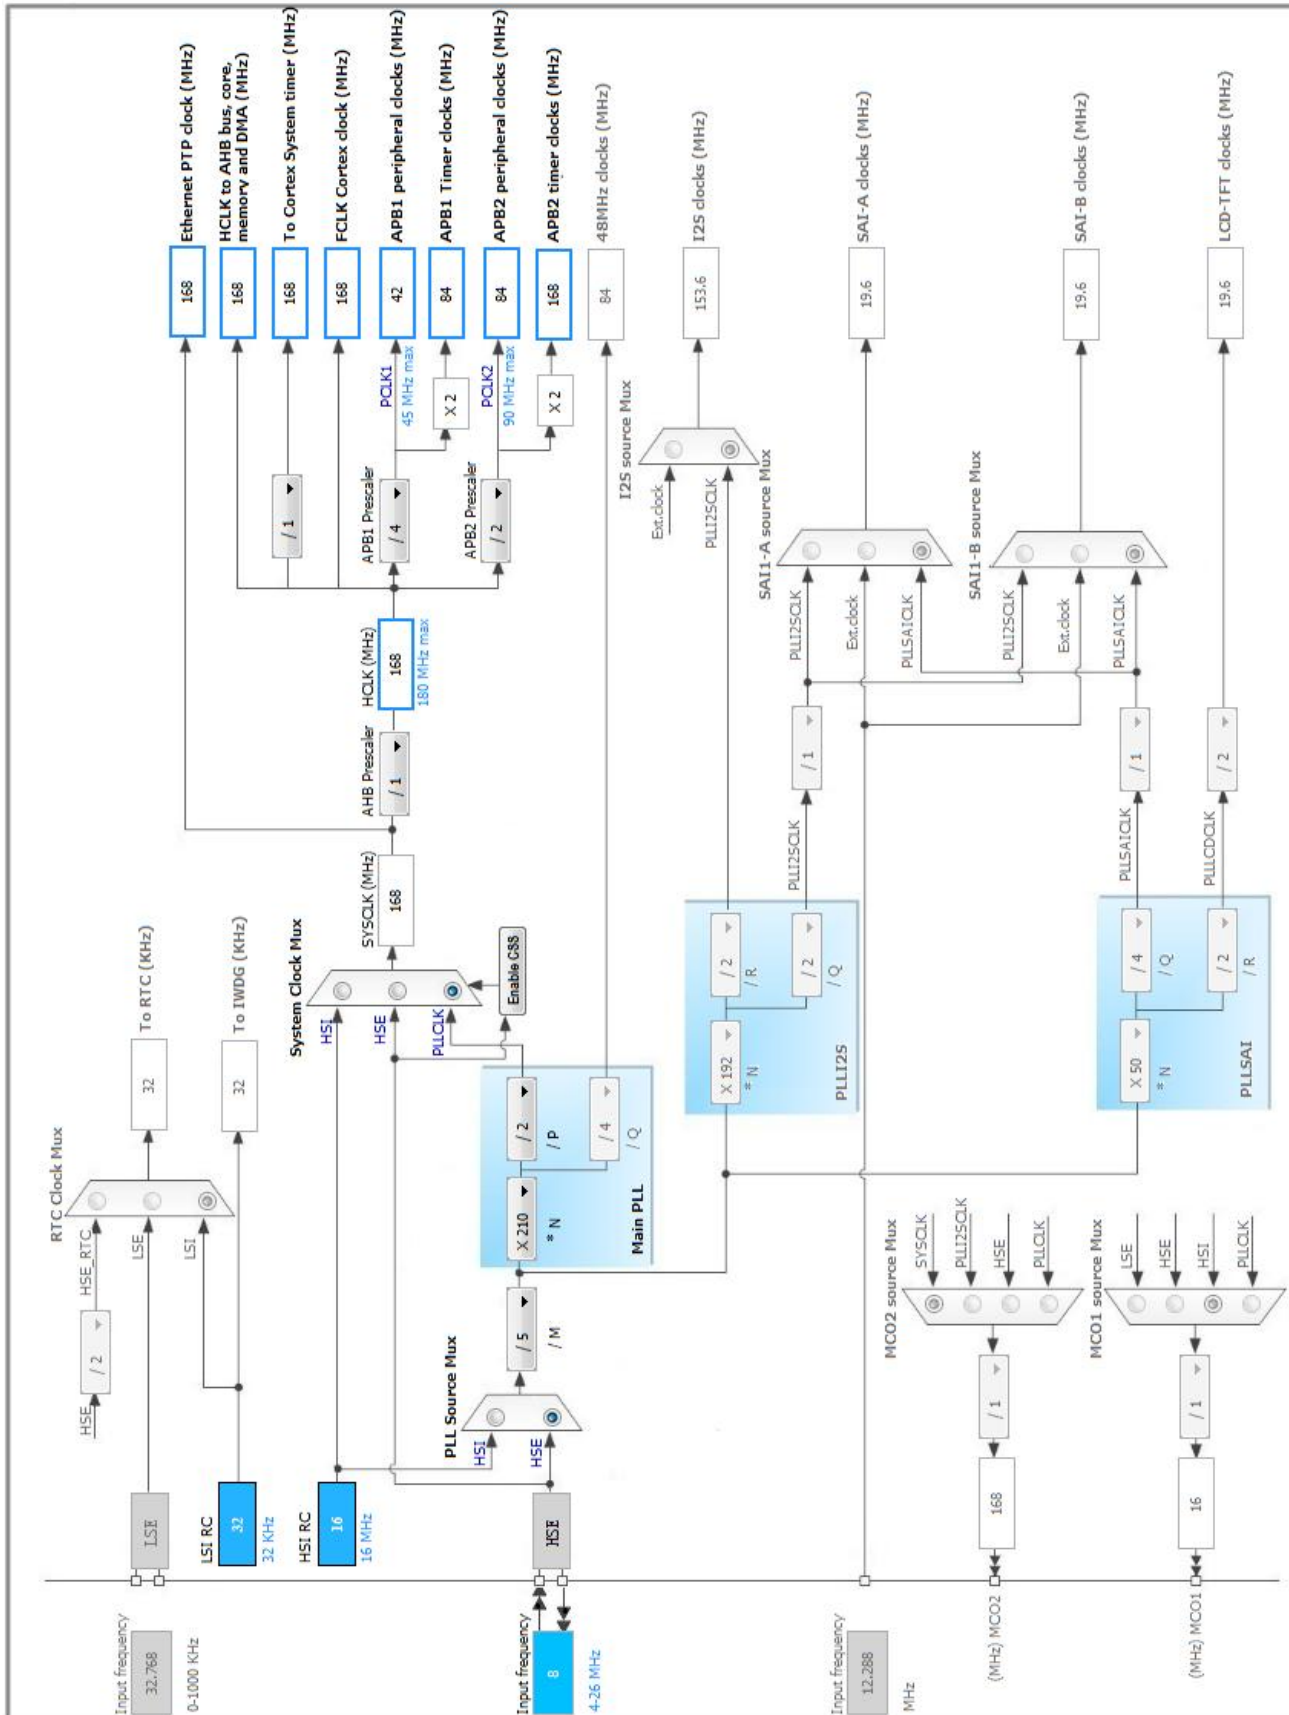 Input frequency
32.768
0-1000 KHz
LSE
LSI RC
32
32 KHz
HSI RC
16
16 MHz
Input frequency
8
4-26 MHz
HSE
Input frequency
12.288
MHz
HSE
/ 2
HSE_RTC
LSE
LSI
RTC Clock Mux
32
To RTC (KHz)
32
To IWDG (KHz)
PLL Source Mux
HSI
HSE
/ 5
/ M
X 210
* N
/ 2
/ P
/ 4
/ Q
Main PLL
System Clock Mux
HSI
HSE
PLLCLK
Enable CSS
SYSCLK (MHz)
168
AHB Prescaler
/ 1
HCLK (MHz)
168
180 MHz max
/ 1
APB1 Prescaler
/ 4
PCLK1
45 MHz max
X 2
APB2 Prescaler
/ 2
PCLK2
90 MHz max
X 2
168
Ethernet PTP clock (MHz)
168
HCLK to AHB bus, core,
memory and DMA (MHz)
168
To Cortex System timer (MHz)
168
FCLK Cortex clock (MHz)
42
APB1 peripheral clocks (MHz)
84
APB1 Timer clocks (MHz)
84
APB2 peripheral clocks (MHz)
168
APB2 timer clocks (MHz)
84
48MHz clocks (MHz)
X 192
* N
/ 2
/ R
/ 2
/ Q
PLLI2S
PLLI2SCLK
/ 1
I2S source Mux
Ext.clock
PLLI2SCLK
153.6
I2S clocks (MHz)
SAI1-A source Mux
PLLI2SCLK
Ext.clock
PLLSAICLK
19.6
SAI-A clocks (MHz)
SAI1-B source Mux
PLLI2SCLK
Ext.clock
PLLSAICLK
19.6
SAI-B clocks (MHz)
X 50
* N
/ 4
/ Q
/ 2
/ R
PLLSAI
PLLSAICLK
/ 1
PLLLCDCLK
/ 2
19.6
LCD-TFT clocks (MHz)
MCO2 source Mux
SYSCLK
PLLI2SCLK
HSE
PLLCLK
/ 1
168
(MHz) MCO2
MCO1 source Mux
LSE
HSE
HSI
PLLCLK
/ 1
16
(MHz) MCO1